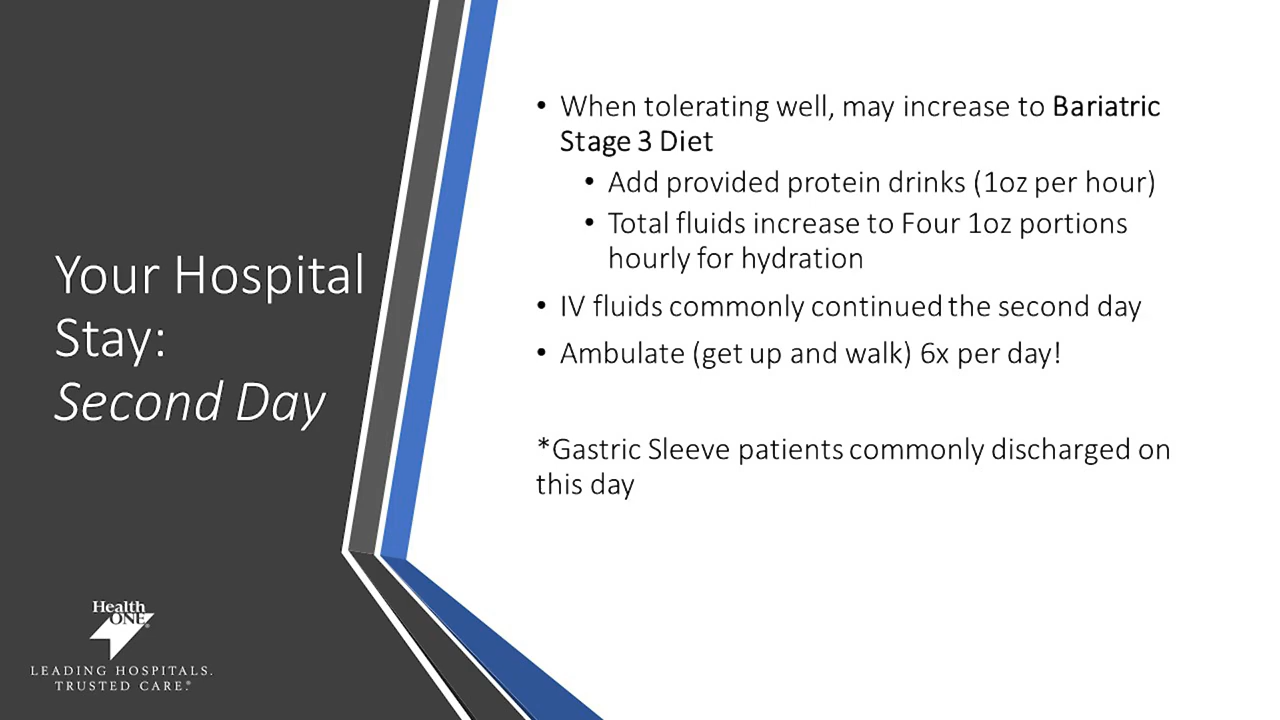 Your Hospital
Stay:
Second Day
• When tolerating well, may increase to Bariatric
Stage 3 Diet
• Add provided protein drinks (1oz per hour)
• Total fluids increase to Four 1oz portions
hourly for hydration
• IV fluids commonly continued the second day
• Ambulate (get up and walk) 6x per day!
*Gastric Sleeve patients commonly discharged on
this day
Health
ONE®
LEADING HOSPITALS.
TRUSTED CARE.®